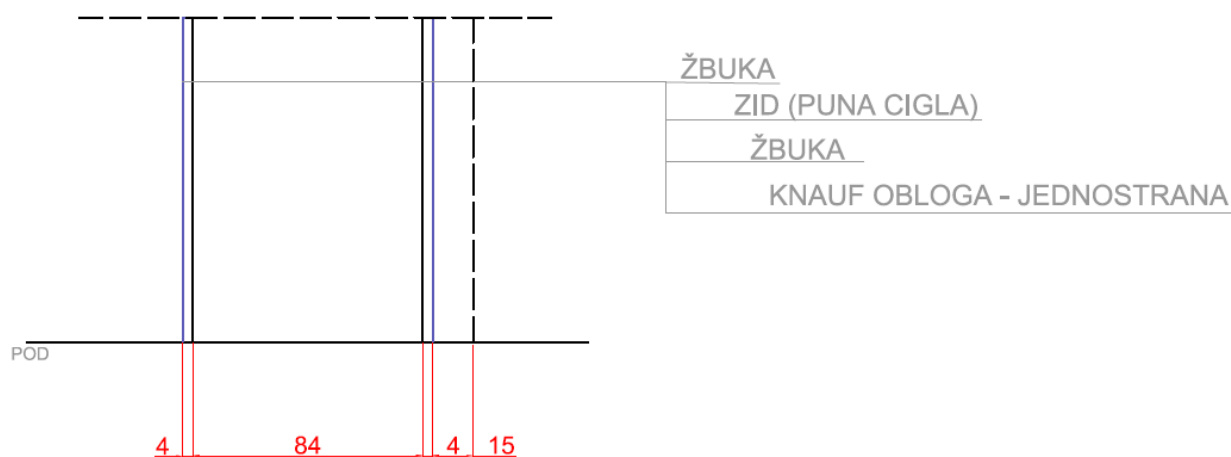 ŽBUKA
ZID (PUNA CIGLA)
ŽBUKA
KNAUF OBLOGA - JEDNOSTRANA
POD
4 84 4 15